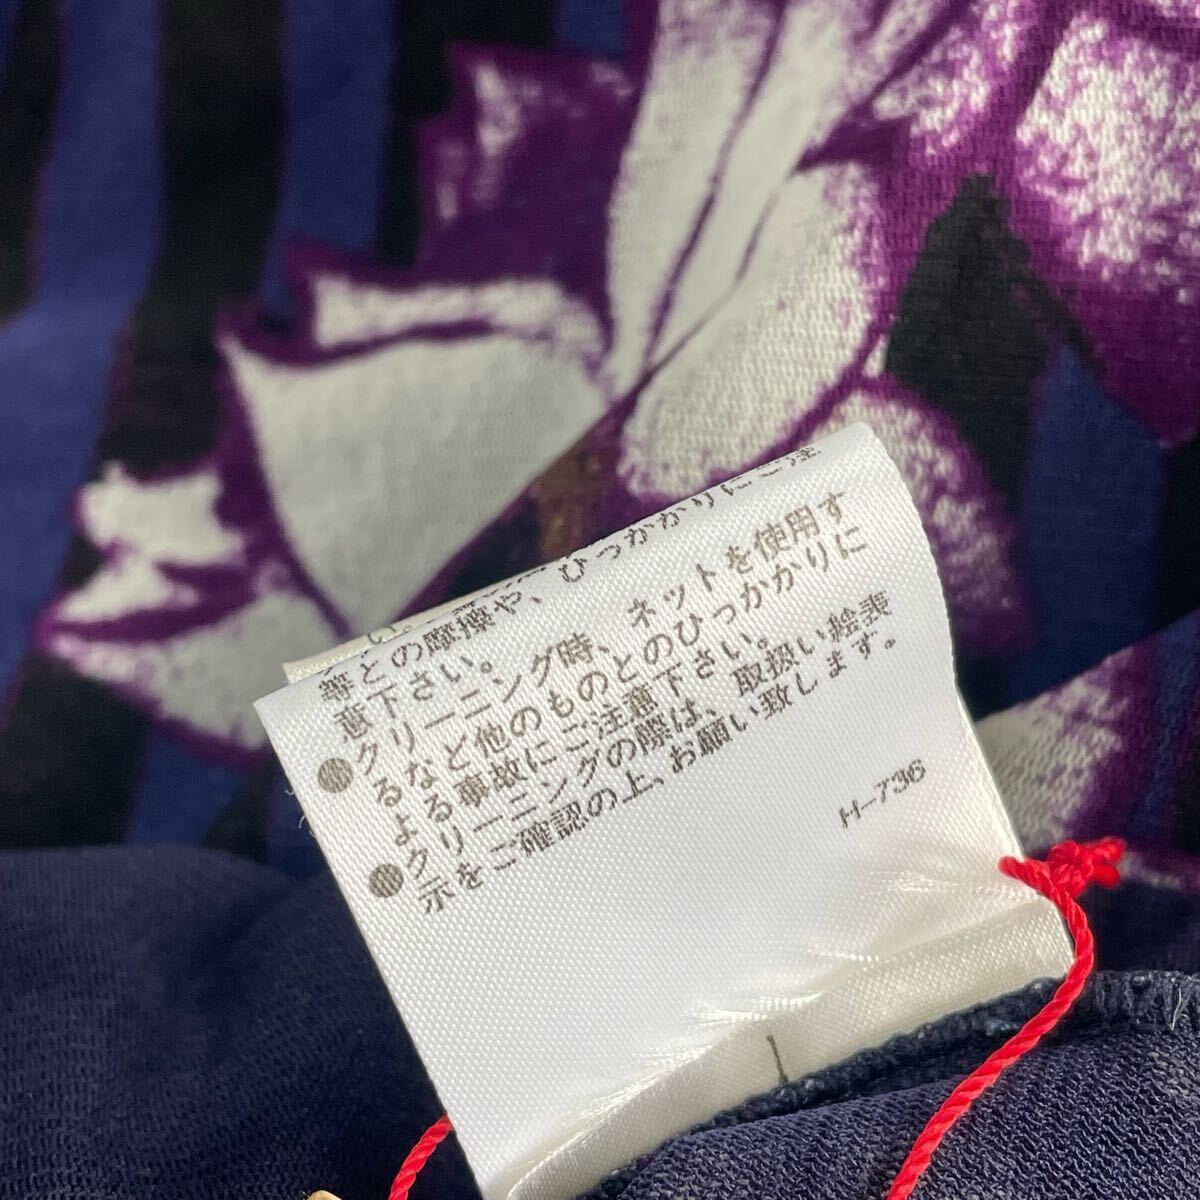 等との摩擦や、ひっかかりにご注
意下さい。
●クリーニング時、ネットを使用す
るなど他のものとのひっかかりに
よる事故にご注意下さい。
●クリーニングの際は、取扱い絵表
示をご確認の上、お願い致します。
H-736